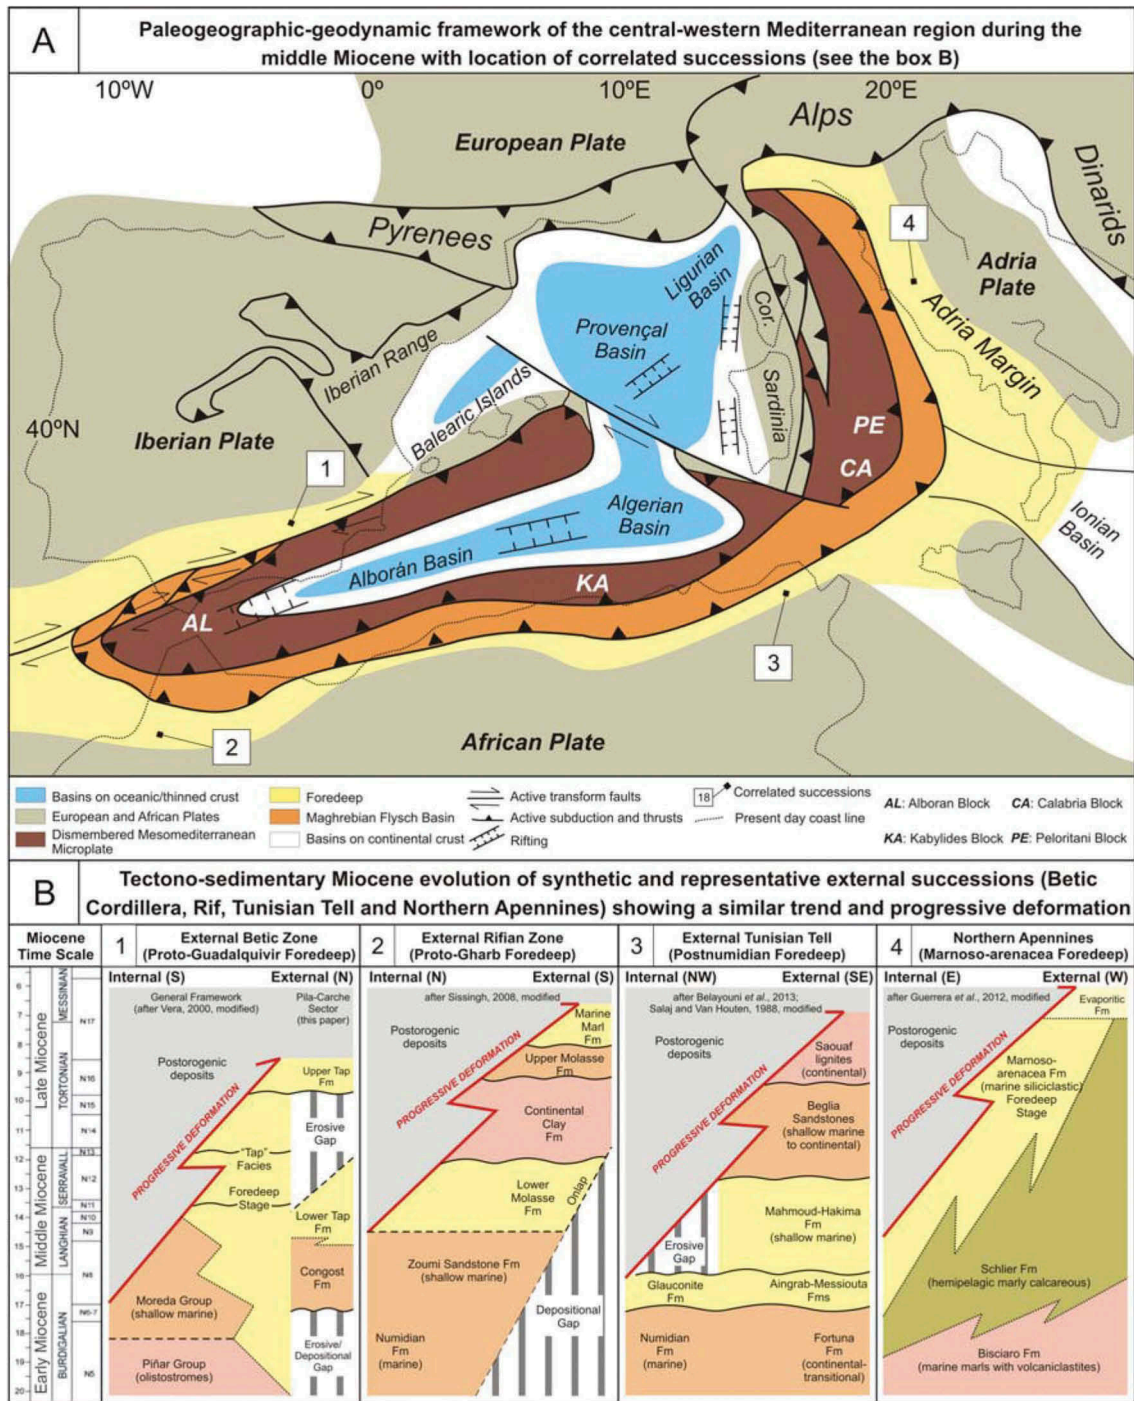 A
Paleogeographic-geodynamic framework of the central-western Mediterranean region during the
middle Miocene with location of correlated successions (see the box B)
10ºW
0º
10ºE
20ºE
Alps
European Plate
Dinarids
Pyrenees
4
Adria
Plate
Ligurian
Basin
Cor.
Provençal
Basin
Adria Margin
Iberian Range
Balearic Islands
Sardinia
40ºN
Iberian Plate
PE
1
CA
Algerian
Basin
Ionian
Basin
Alborán Basin
KA
AL
3
2
African Plate
Basins on oceanic/thinned crust
European and African Plates
Dismembered Mesomediterranean
Microplate
Foredeep
Maghrebian Flysch Basin
Basins on continental crust
Active transform faults
Active subduction and thrusts
Rifting
18
Correlated successions
Present day coast line
AL: Alboran Block
CA: Calabria Block
KA: Kabylides Block
PE: Peloritani Block
B
Tectono-sedimentary Miocene evolution of synthetic and representative external successions (Betic
Cordillera, Rif, Tunisian Tell and Northern Apennines) showing a similar trend and progressive deformation
Miocene
Time Scale
1
External Betic Zone
(Proto-Guadalquivir Foredeep)
2
External Rifian Zone
(Proto-Gharb Foredeep)
3
External Tunisian Tell
(Postnumidian Foredeep)
4
Northern Apennines
(Marnoso-arenacea Foredeep)
6
7
8
9
10
11
12
13
14
15
16
17
18
19
20
Late Miocene
Middle Miocene
Early Miocene
MESSINIAN
TORTONIAN
SERRAVALL
LANGHIAN
BURDIGALIAN
N17
N16
N15
N14
N13
N12
N11
N10
N9
N8
N6-7
N5
Internal (S)
External (N)
General Framework
(after Vera, 2000, modified)
Pila-Carche
Sector
(this paper)
Postorogenic
deposits
PROGRESSIVE DEFORMATION
Upper Tap
Fm
Erosive
Gap
"Tap"
Facies
Foredeep
Stage
Lower Tap
Fm
Congost
Fm
Moreda Group
(shallow marine)
Erosive/
Depositional
Gap
Piñar Group
(olistostromes)
Internal (N)
External (S)
after Sissingh, 2008, modified
Postorogenic
deposits
PROGRESSIVE DEFORMATION
Marine
Marl
Fm
Upper Molasse
Fm
Continental
Clay
Fm
Lower
Molasse
Fm
Onlap
Zoumi Sandstone Fm
(shallow marine)
Depositional
Gap
Numidian
Fm
(marine)
Internal (NW)
External (SE)
after Belayouni et al., 2013;
Salaj and Van Houten, 1988, modified
Postorogenic
deposits
PROGRESSIVE DEFORMATION
Saouaf
lignites
(continental)
Beglia
Sandstones
(shallow marine
to continental)
Mahmoud-Hakima
Fm
(shallow marine)
Erosive
Gap
Glauconite
Fm
Aingrab-Messiouta
Fms
Numidian
Fm
(marine)
Fortuna
Fm
(continental-
transitional)
Internal (E)
External (W)
after Guerrera et al., 2012, modified
Evaporitic
Fm
Postorogenic
deposits
PROGRESSIVE DEFORMATION
Marnoso-
arenacea Fm
(marine siliciclastic)
Foredeep
Stage
Schlier Fm
(hemipelagic marly calcareous)
Bisciaro Fm
(marine marls with volcaniclastites)